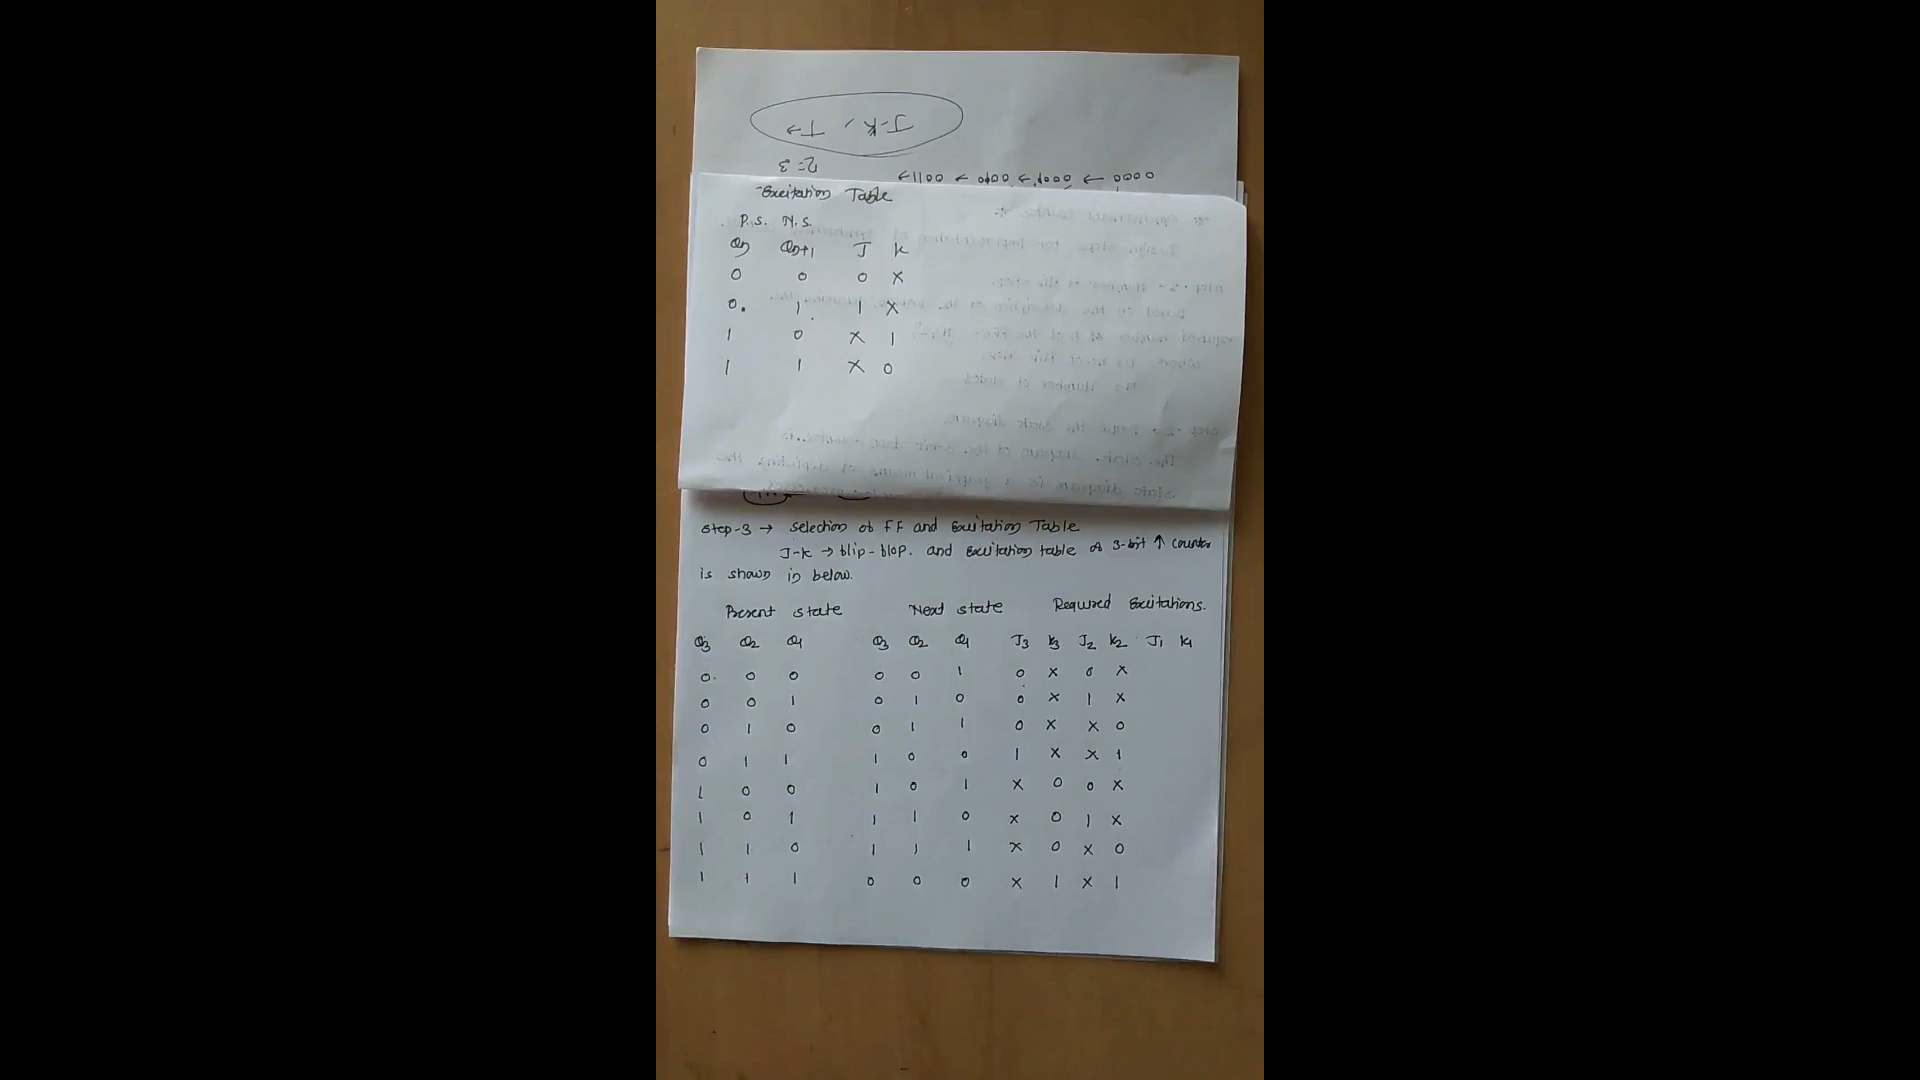 J-K, T→
n=3
0000 → 0001 → 0010 → 0011 →
Excitation Table
P.S. N.S.
Qn Qn+1 J K
0 0 0 X
0. 1 1 X
1 0 X 1
1 1 X 0
Step-3 → Selection of FF and Excitation Table
J-K → flip-flop. and Excitation table of 3-bit ↑ counter
is shown in below.
Present state Next state Required Excitations.
Q3 Q2 Q1 Q3 Q2 Q1 J3 K3 J2 K2 J1 K1
0 0 0 0 0 1 0 X 0 X
0 0 1 0 1 0 0 X 1 X
0 1 0 0 1 1 0 X X 0
0 1 1 1 0 0 1 X X 1
1 0 0 1 0 1 X 0 0 X
1 0 1 1 1 0 X 0 1 X
1 1 0 1 1 1 X 0 X 0
1 1 1 0 0 0 X 1 X 1